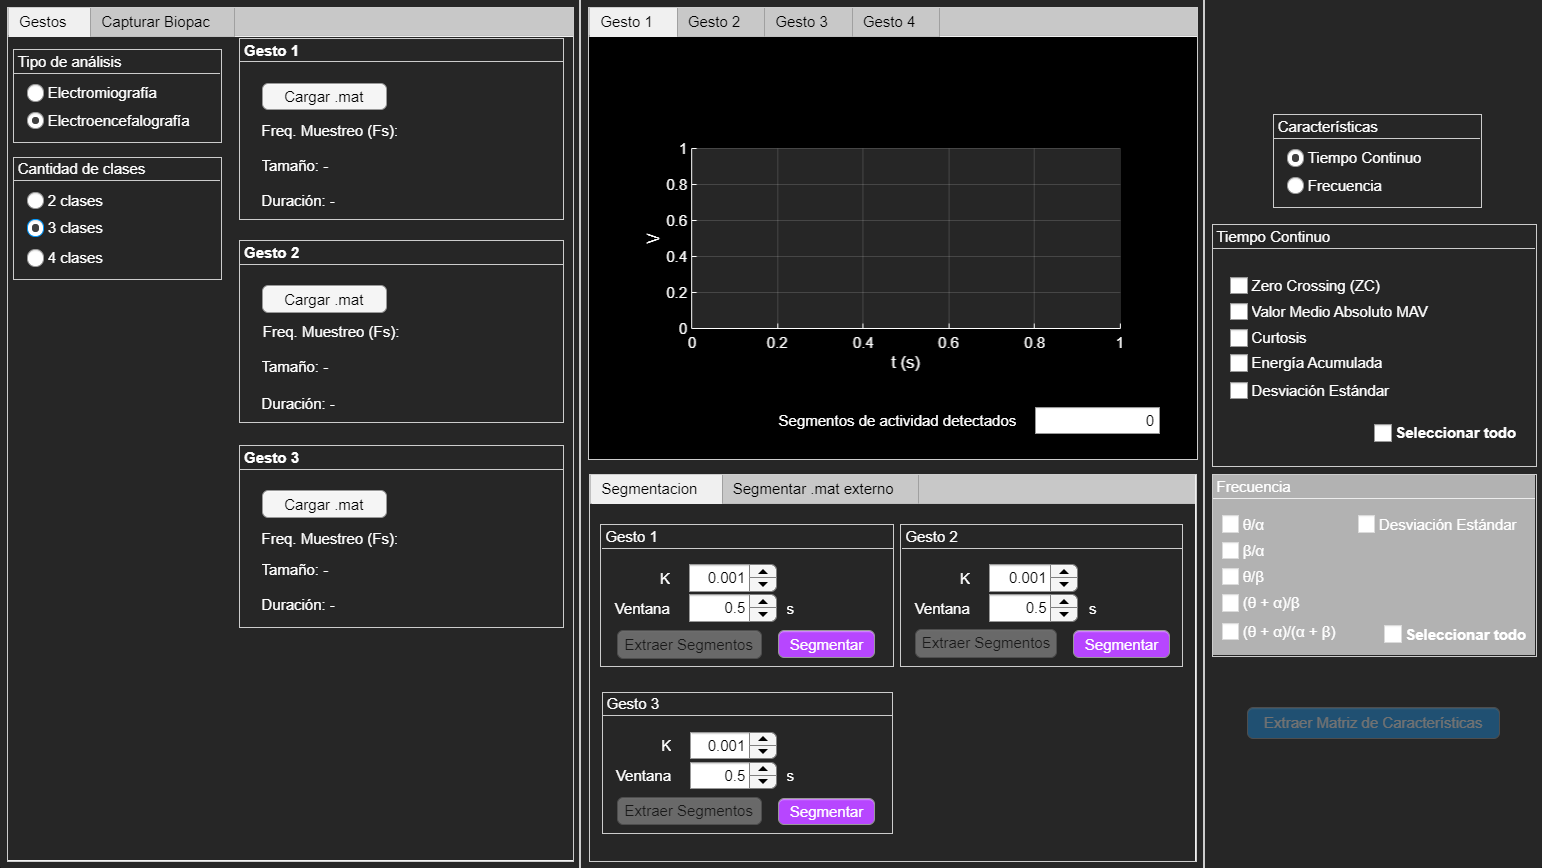 Gestos
Capturar Biopac
Tipo de análisis
Electromiografía
Electroencefalografía
Cantidad de clases
2 clases
3 clases
4 clases
Gesto 1
Cargar .mat
Freq. Muestreo (Fs):
Tamaño: -
Duración: -
Gesto 2
Cargar .mat
Freq. Muestreo (Fs):
Tamaño: -
Duración: -
Gesto 3
Cargar .mat
Freq. Muestreo (Fs):
Tamaño: -
Duración: -
Gesto 1
Gesto 2
Gesto 3
Gesto 4
1
0.8
0.6
0.4
0.2
0
V
0 0.2 0.4 0.6 0.8 1
t (s)
Segmentos de actividad detectados 0
Segmentacion
Segmentar .mat externo
Gesto 1
K 0.001
Ventana 0.5 s
Extraer Segmentos
Segmentar
Gesto 2
K 0.001
Ventana 0.5 s
Extraer Segmentos
Segmentar
Gesto 3
K 0.001
Ventana 0.5 s
Extraer Segmentos
Segmentar
Características
Tiempo Continuo
Frecuencia
Tiempo Continuo
Zero Crossing (ZC)
Valor Medio Absoluto MAV
Curtosis
Energía Acumulada
Desviación Estándar
Seleccionar todo
Frecuencia
θ/α
Desviación Estándar
β/α
θ/β
(θ + α)/β
(θ + α)/(α + β)
Seleccionar todo
Extraer Matriz de Características